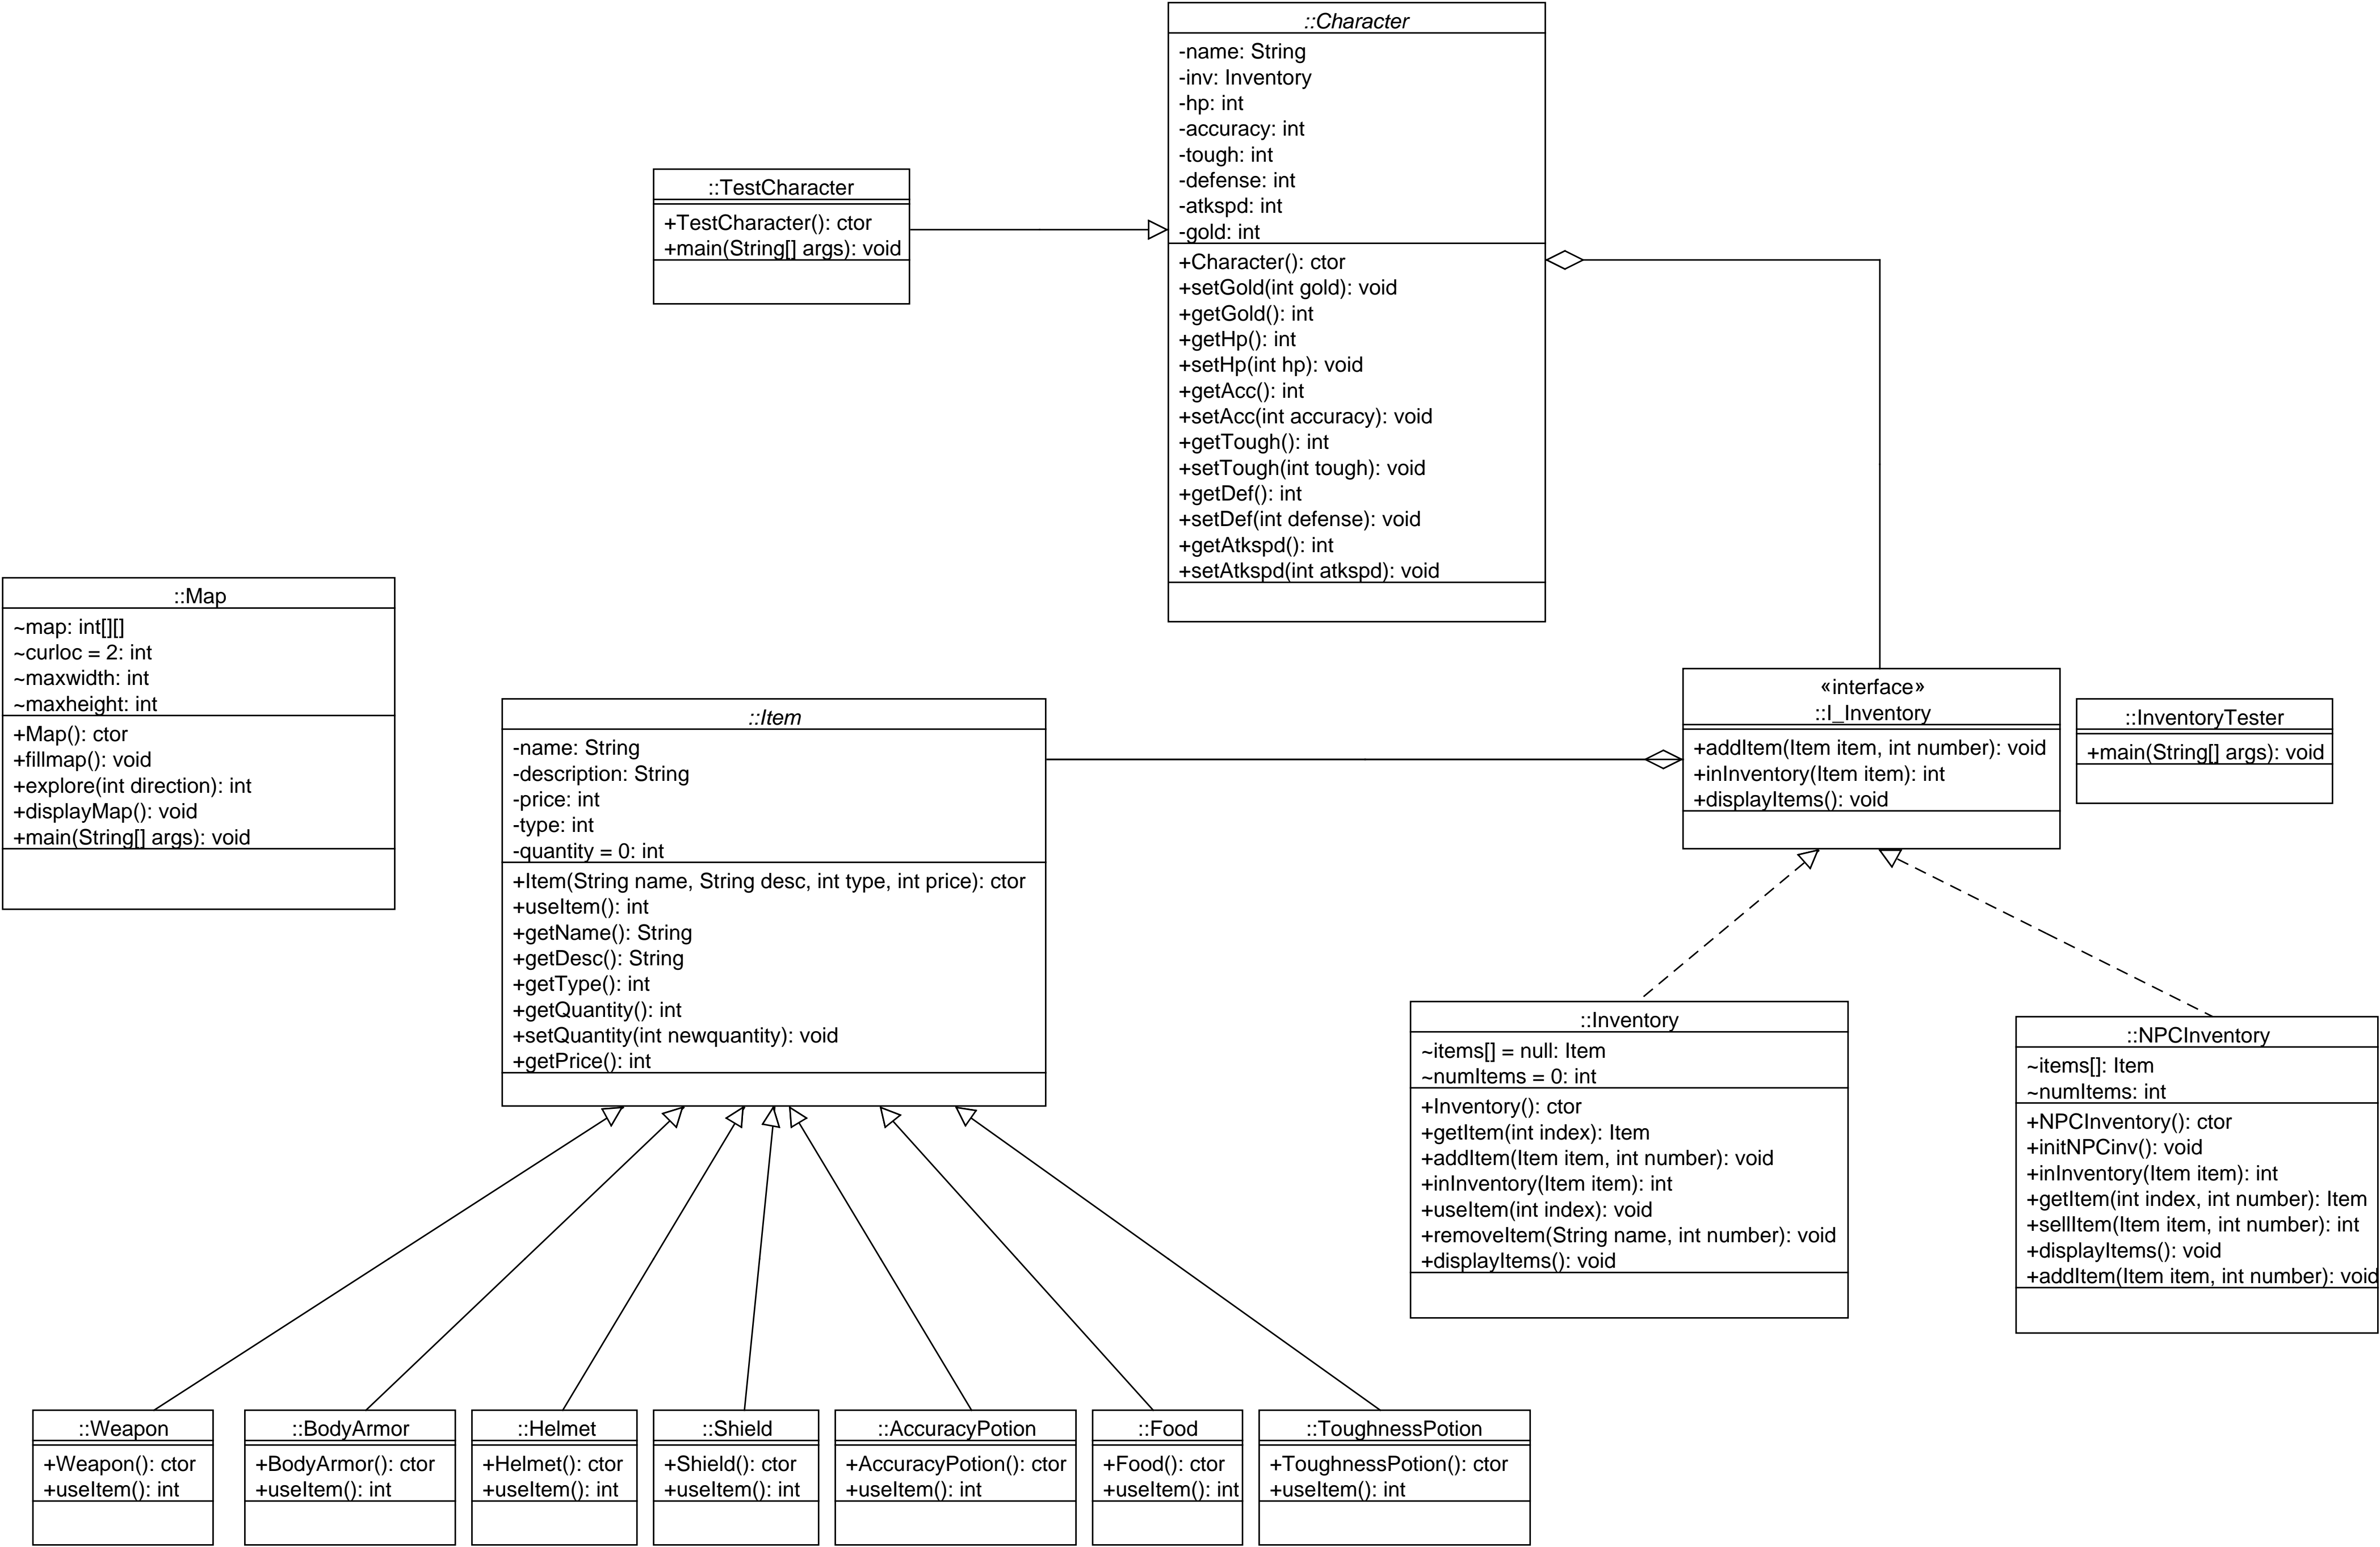 ::Character
-name: String
-inv: Inventory
-hp: int
-accuracy: int
-tough: int
-defense: int
-atkspd: int
-gold: int
+Character(): ctor
+setGold(int gold): void
+getGold(): int
+getHp(): int
+setHp(int hp): void
+getAcc(): int
+setAcc(int accuracy): void
+getTough(): int
+setTough(int tough): void
+getDef(): int
+setDef(int defense): void
+getAtkspd(): int
+setAtkspd(int atkspd): void
::TestCharacter
+TestCharacter(): ctor
+main(String[] args): void
::Map
~map: int[][]
~curloc = 2: int
~maxwidth: int
~maxheight: int
+Map(): ctor
+fillmap(): void
+explore(int direction): int
+displayMap(): void
+main(String[] args): void
::Item
-name: String
-description: String
-price: int
-type: int
-quantity = 0: int
+Item(String name, String desc, int type, int price): ctor
+useItem(): int
+getName(): String
+getDesc(): String
+getType(): int
+getQuantity(): int
+setQuantity(int newquantity): void
+getPrice(): int
«interface»
::I_Inventory
+addItem(Item item, int number): void
+inInventory(Item item): int
+displayItems(): void
::InventoryTester
+main(String[] args): void
::Inventory
~items[] = null: Item
~numItems = 0: int
+Inventory(): ctor
+getItem(int index): Item
+addItem(Item item, int number): void
+inInventory(Item item): int
+useItem(int index): void
+removeItem(String name, int number): void
+displayItems(): void
::NPCInventory
~items[]: Item
~numItems: int
+NPCInventory(): ctor
+initNPCinv(): void
+inInventory(Item item): int
+getItem(int index, int number): Item
+sellItem(Item item, int number): int
+displayItems(): void
+addItem(Item item, int number): void
::Weapon
+Weapon(): ctor
+useItem(): int
::BodyArmor
+BodyArmor(): ctor
+useItem(): int
::Helmet
+Helmet(): ctor
+useItem(): int
::Shield
+Shield(): ctor
+useItem(): int
::AccuracyPotion
+AccuracyPotion(): ctor
+useItem(): int
::Food
+Food(): ctor
+useItem(): int
::ToughnessPotion
+ToughnessPotion(): ctor
+useItem(): int